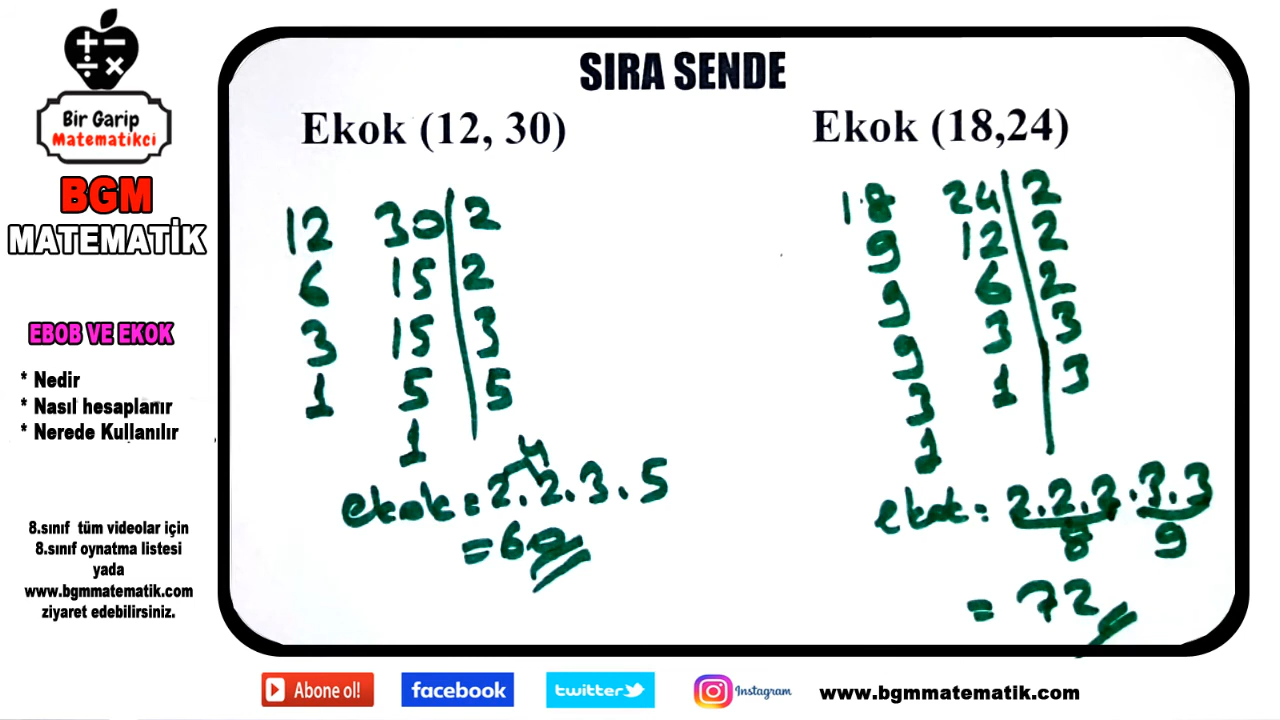 Bir Garip
Matematikci
BGM
MATEMATİK
EBOB VE EKOK
* Nedir
* Nasıl hesaplanır
* Nerede Kullanılır
8.sınıf tüm videolar için
8.sınıf oynatma listesi
yada
www.bgmmatematik.com
ziyaret edebilirsiniz.
SIRA SENDE
Ekok (12, 30)
12 30 | 2
6 15 | 2
3 15 | 3
1 5 | 5
1
4
ekok = 2.2.3.5
= 60
Ekok (18,24)
18 24 | 2
9 12 | 2
9 6 | 2
9 3 | 3
3 1 | 3
1
ekok = 2.2.2.3.3
8 9
= 72
Abone ol!
facebook
twitter
Instagram
www.bgmmatematik.com